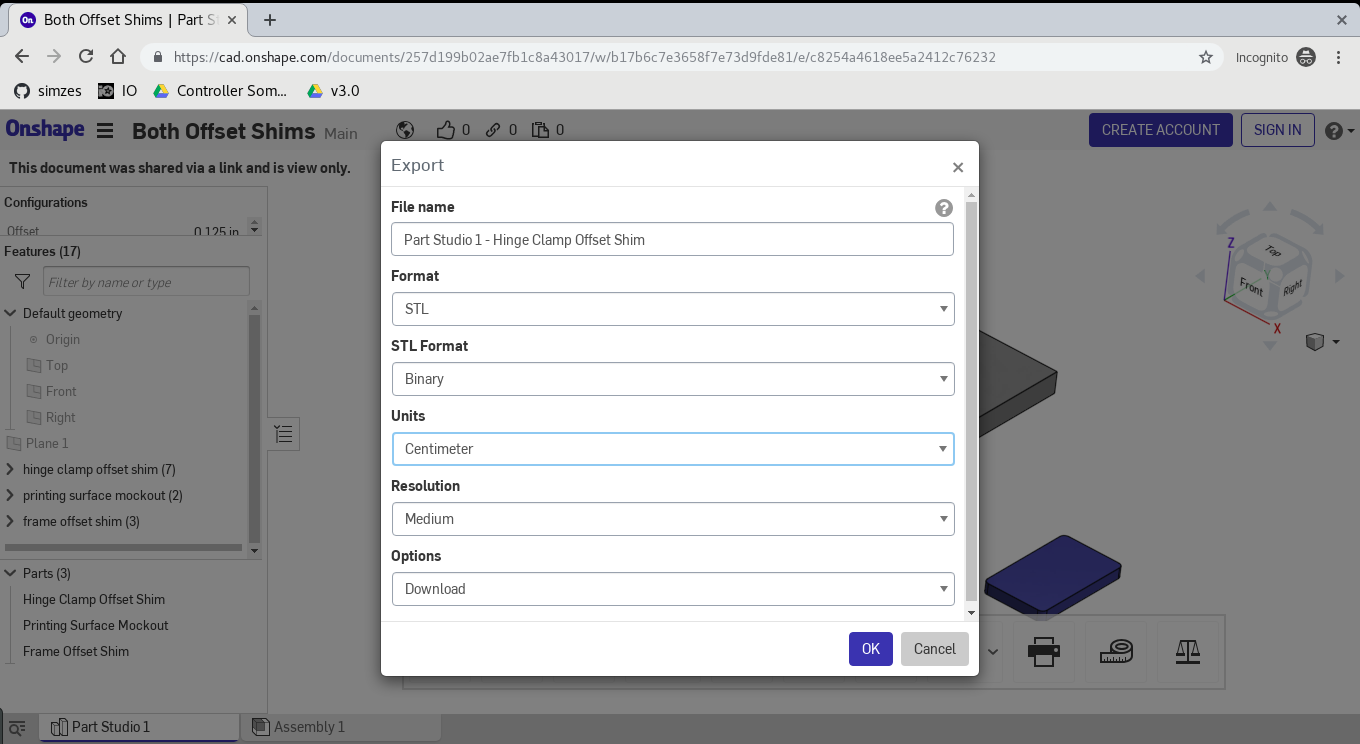 On Both Offset Shims | Part S
https://cad.onshape.com/documents/257d199b02ae7fb1c8a43017/w/b17b6c7e3658f7e73d9fde81/e/c8254a4618ee5a2412c76232
Incognito
simzes IO Controller Som... v3.0
Onshape Both Offset Shims Main 0 0 0 CREATE ACCOUNT SIGN IN ?
This document was shared via a link and is view only.
Configurations
Offset 0.125 in
Features (17)
Filter by name or type
Default geometry
Origin
Top
Front
Right
Plane 1
hinge clamp offset shim (7)
printing surface mockout (2)
frame offset shim (3)
Parts (3)
Hinge Clamp Offset Shim
Printing Surface Mockout
Frame Offset Shim
Export
File name ?
Part Studio 1 - Hinge Clamp Offset Shim
Format
STL
STL Format
Binary
Units
Centimeter
Resolution
Medium
Options
Download
OK Cancel
Z
Top
Y
Front Right
X
Part Studio 1 Assembly 1